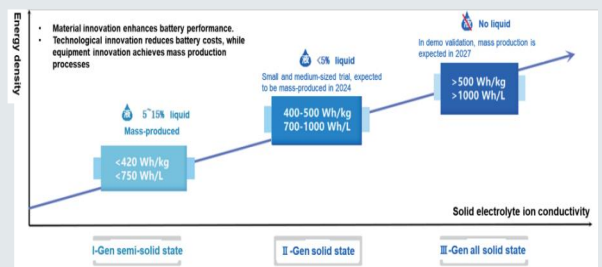 Energy density
• Material innovation enhances battery performance.
• Technological innovation reduces battery costs, while
equipment innovation achieves mass production
processes
5~15% liquid
Mass-produced
<420 Wh/kg
<750 Wh/L
<5% liquid
Small and medium-sized trial, expected
to be mass-produced in 2024
400-500 Wh/kg
700-1000 Wh/L
No liquid
In demo validation, mass production is
expected in 2027
>500 Wh/kg
>1000 Wh/L
Solid electrolyte ion conductivity
I-Gen semi-solid state
II-Gen solid state
III-Gen all solid state